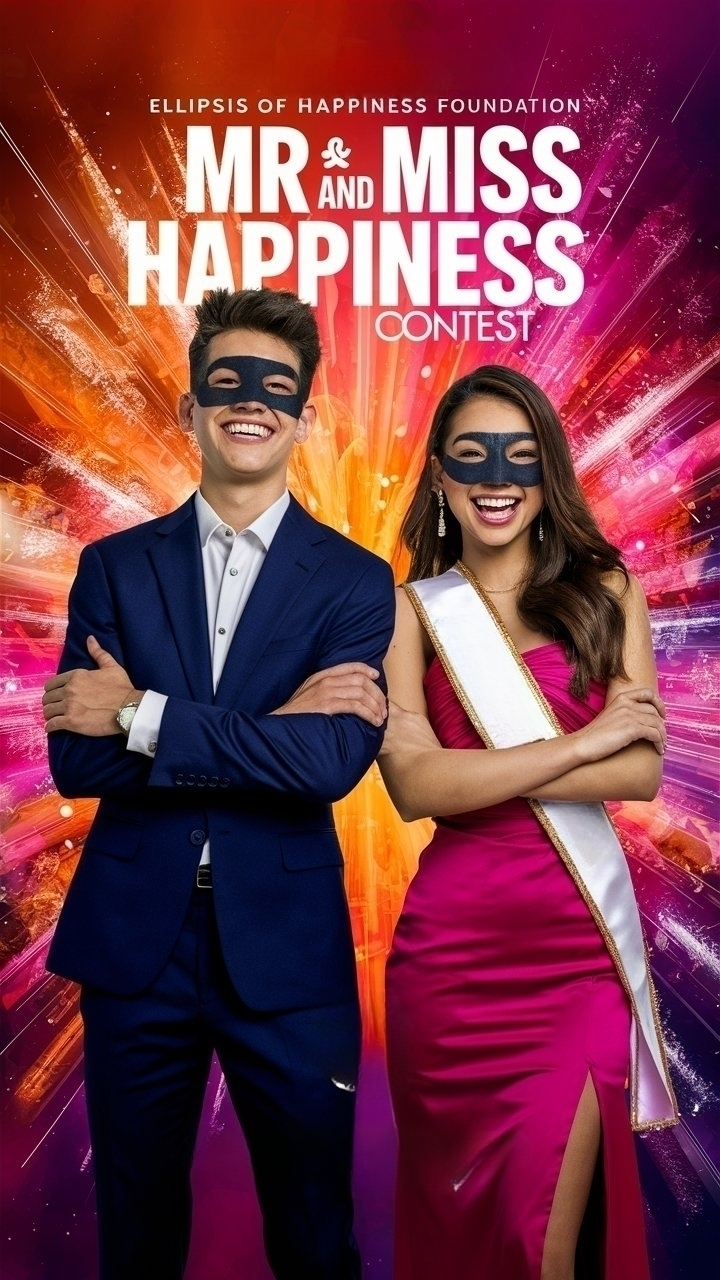 ELLIPSIS OF HAPPINESS FOUNDATION
MR AND MISS
HAPPINESS
CONTEST